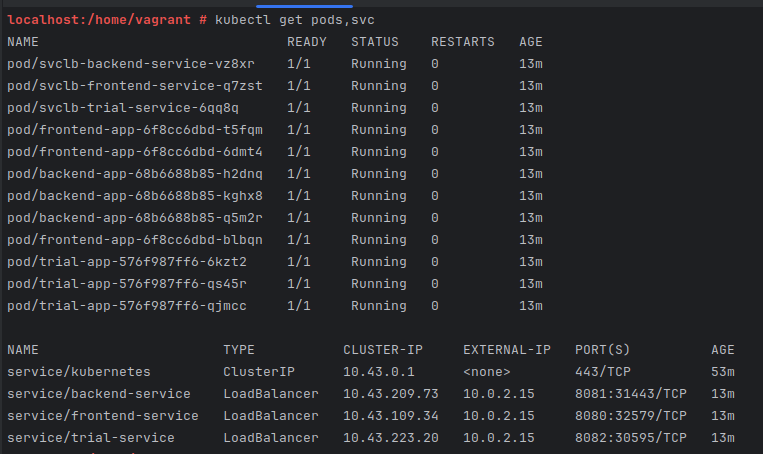 localhost:/home/vagrant # kubectl get pods,svc
NAME READY STATUS RESTARTS AGE
pod/svclb-backend-service-vz8xr 1/1 Running 0 13m
pod/svclb-frontend-service-q7zst 1/1 Running 0 13m
pod/svclb-trial-service-6qq8q 1/1 Running 0 13m
pod/frontend-app-6f8cc6dbd-t5fqm 1/1 Running 0 13m
pod/frontend-app-6f8cc6dbd-6dmt4 1/1 Running 0 13m
pod/backend-app-68b6688b85-h2dnq 1/1 Running 0 13m
pod/backend-app-68b6688b85-kghx8 1/1 Running 0 13m
pod/backend-app-68b6688b85-q5m2r 1/1 Running 0 13m
pod/frontend-app-6f8cc6dbd-blbqn 1/1 Running 0 13m
pod/trial-app-576f987ff6-6kzt2 1/1 Running 0 13m
pod/trial-app-576f987ff6-qs45r 1/1 Running 0 13m
pod/trial-app-576f987ff6-qjmcc 1/1 Running 0 13m
NAME TYPE CLUSTER-IP EXTERNAL-IP PORT(S) AGE
service/kubernetes ClusterIP 10.43.0.1 <none> 443/TCP 53m
service/backend-service LoadBalancer 10.43.209.73 10.0.2.15 8081:31443/TCP 13m
service/frontend-service LoadBalancer 10.43.109.34 10.0.2.15 8080:32579/TCP 13m
service/trial-service LoadBalancer 10.43.223.20 10.0.2.15 8082:30595/TCP 13m